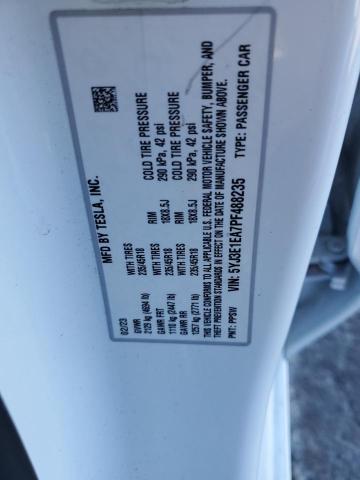 MFD BY TESLA, INC.
02/23
GVWR
2129 kg (4694 lb)
GAWR FRT WITH TIRES RIM COLD TIRE PRESSURE
1110 kg (2447 lb) 235/45R18 18X8.5J 290 kPa, 42 psi
GAWR RR WITH TIRES RIM COLD TIRE PRESSURE
1257 kg (2771 lb) 235/45R18 18X8.5J 290 kPa, 42 psi
THIS VEHICLE CONFORMS TO ALL APPLICABLE U.S. FEDERAL MOTOR VEHICLE SAFETY, BUMPER, AND
THEFT PREVENTION STANDARDS IN EFFECT ON THE DATE OF MANUFACTURE SHOWN ABOVE.
VIN: 5YJ3E1EA7PF488235 TYPE: PASSENGER CAR
PNT: PPSW